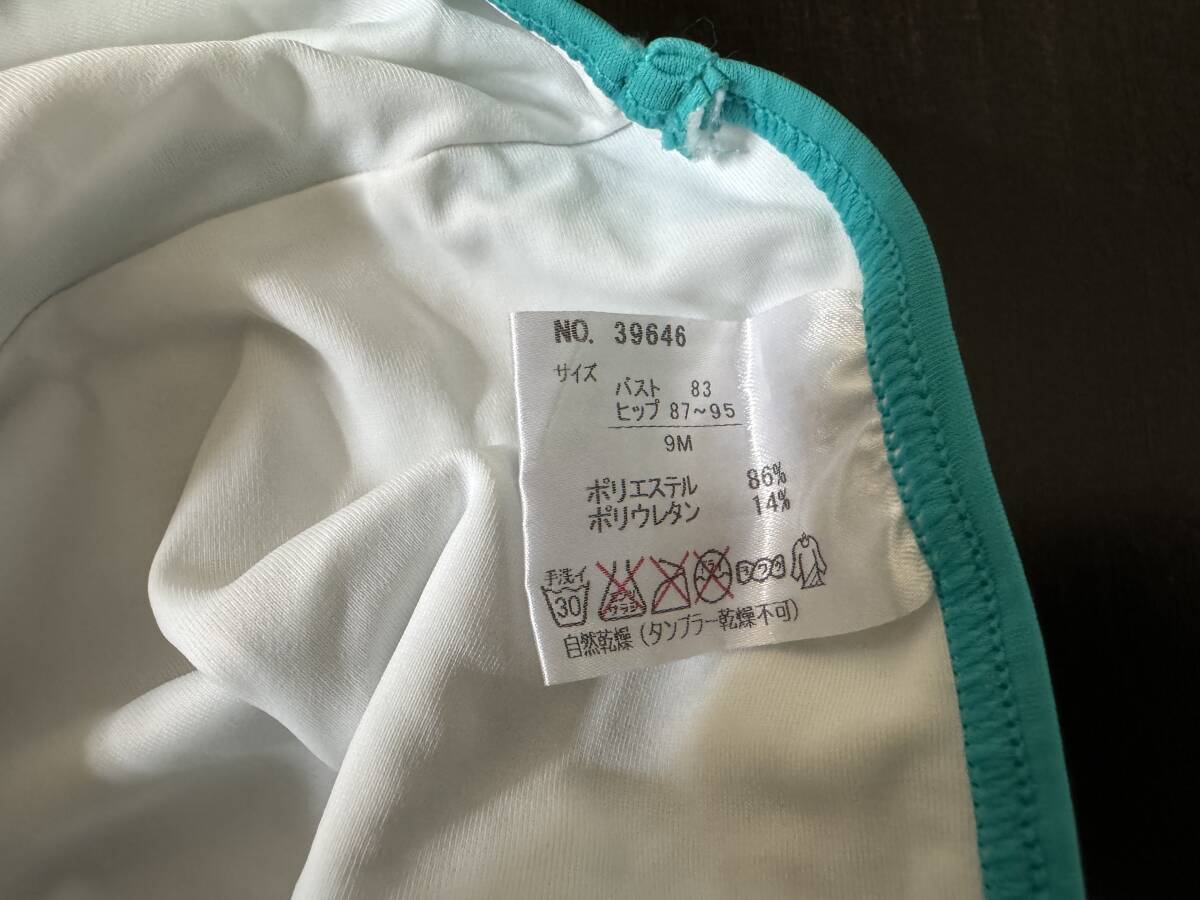 NO. 39646
サイズ
バスト 83
ヒップ 87~95
9M
ポリエステル 86%
ポリウレタン 14%
手洗イ
30
自然乾燥(タンブラー乾燥不可)